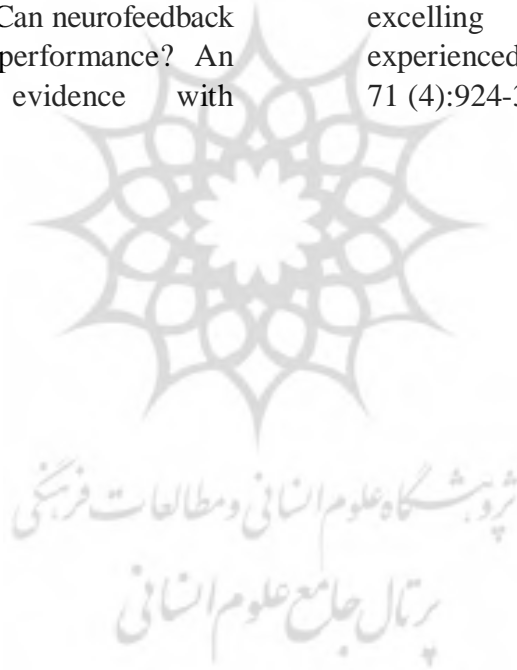 Can neurofeedback
performance? An
evidence with
excelling
experienced
71 (4):924-3
پژوهشگاه علوم انسانی و مطالعات فرهنگی
پرتال جامع علوم انسانی